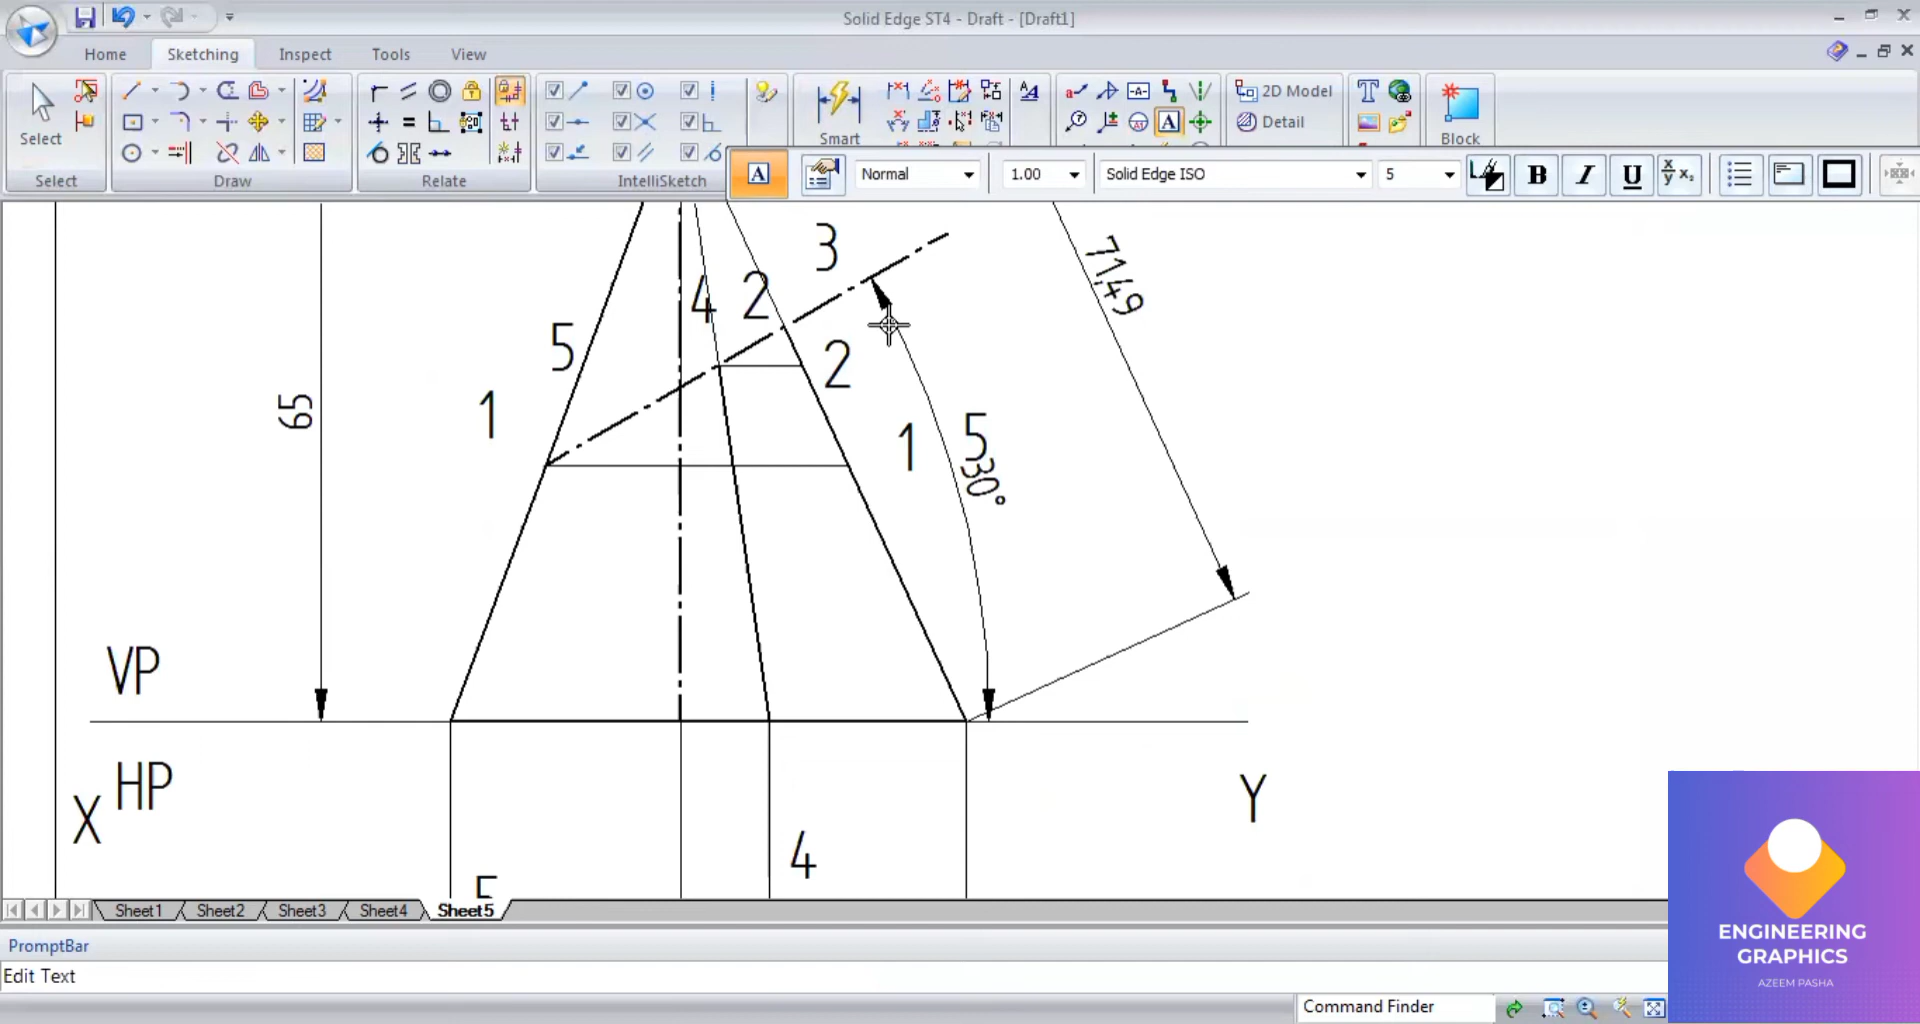 Solid Edge ST4 - Draft - [Draft1]
Home
Sketching
Inspect
Tools
View
Select
Smart
2D Model
Detail
Block
Select
Draw
Relate
IntelliSketch
A
Normal
1.00
Solid Edge ISO
5
B
I
U
3
4
2
71,49
5
2
1
65
1
5
30°
VP
HP
X
Y
4
5
Sheet1
Sheet2
Sheet3
Sheet4
Sheet5
PromptBar
Edit Text
Command Finder
ENGINEERING
GRAPHICS
AZEEM PASHA